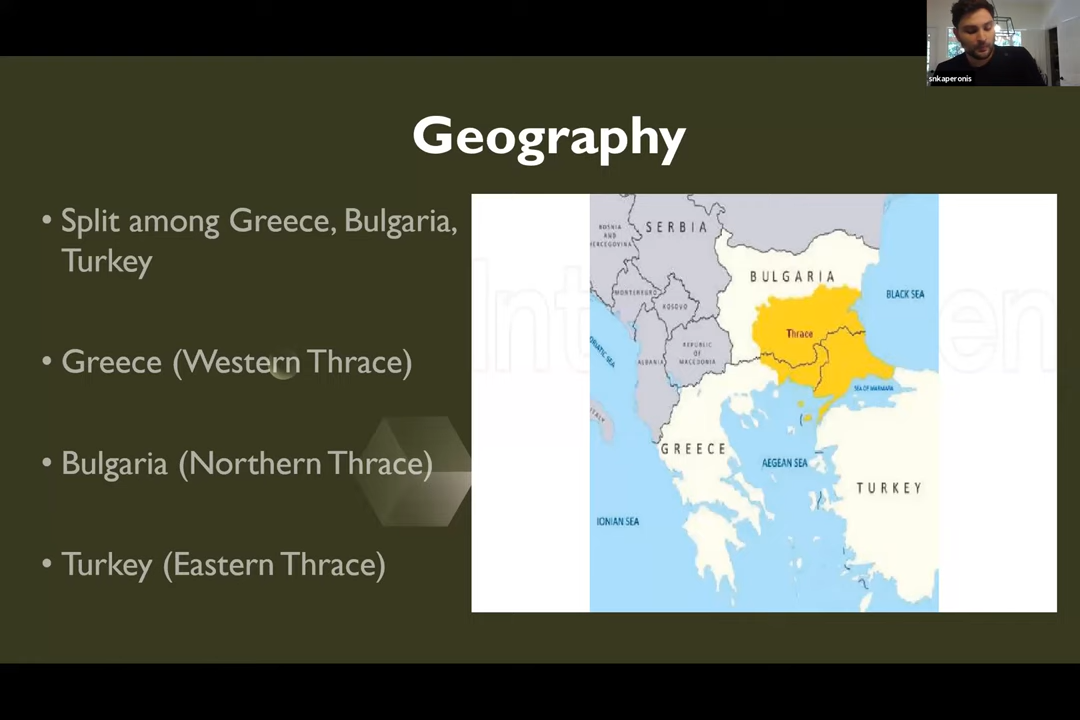 snkaperonis
Geography
• Split among Greece, Bulgaria,
Turkey
• Greece (Western Thrace)
• Bulgaria (Northern Thrace)
• Turkey (Eastern Thrace)
BOSNIA
AND
HERCEGOVINA
SERBIA
BULGARIA
BLACK SEA
MONTENEGRO
KOSOVO
Thrace
REPUBLIC
OF
MACEDONIA
ALBANIA
SEA OF MARMARA
ITALY
GREECE
AEGEAN SEA
TURKEY
IONIAN SEA